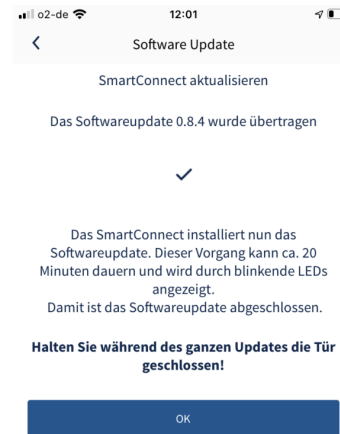 o2-de 12:01
Software Update
SmartConnect aktualisieren
Das Softwareupdate 0.8.4 wurde übertragen
Das SmartConnect installiert nun das
Softwareupdate. Dieser Vorgang kann ca. 20
Minuten dauern und wird durch blinkende LEDs
angezeigt.
Damit ist das Softwareupdate abgeschlossen.
Halten Sie während des ganzen Updates die Tür
geschlossen!
OK